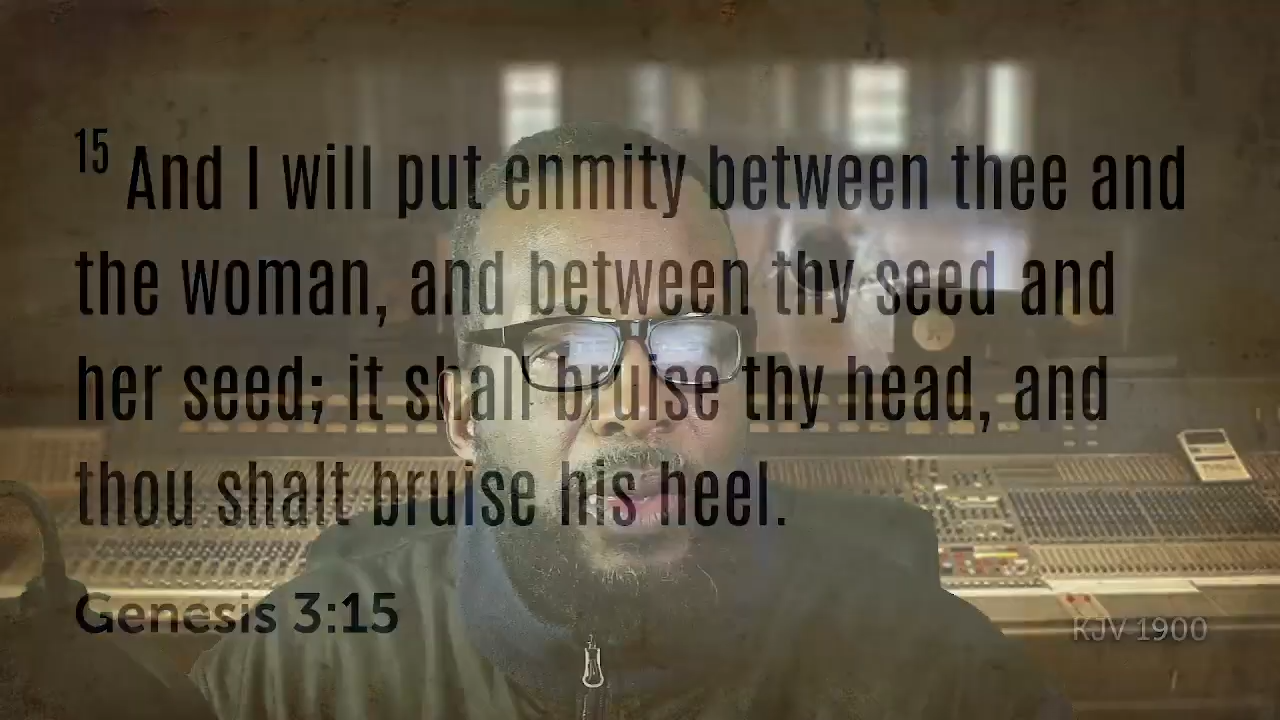 15 And I will put enmity between thee and
the woman, and between thy seed and
her seed; it shall bruise thy head, and
thou shalt bruise his heel.
Genesis 3:15
KJV 1900